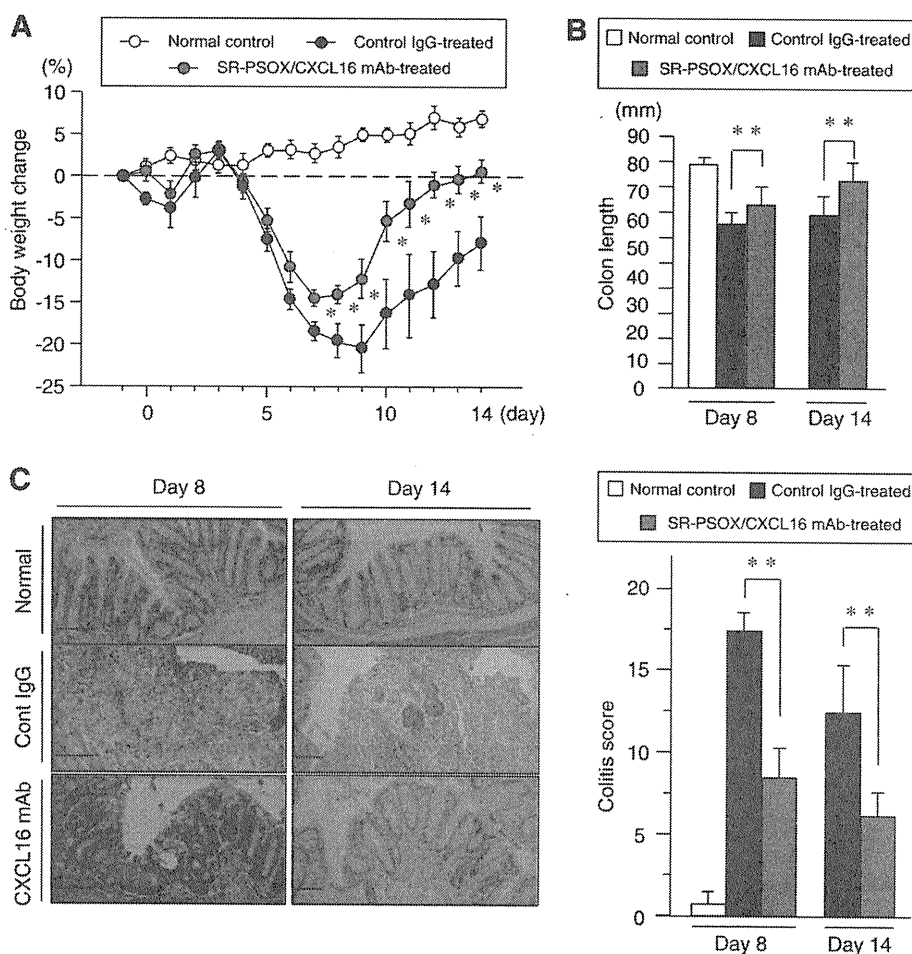 A
Normal control
Control IgG-treated
SR-PSOX/CXCL16 mAb-treated
(%)
Body weight change
10
5
0
-5
-10
-15
-20
-25
* * * * * * * *
0
5
10
14 (day)
B
Normal control
Control IgG-treated
SR-PSOX/CXCL16 mAb-treated
(mm)
Colon length
80
90
70
60
60
50
40
30
20
10
0
* *
* *
Day 8
Day 14
C
Day 8
Day 14
Normal
Cont IgG
CXCL16 mAb
Normal control
Control IgG-treated
SR-PSOX/CXCL16 mAb-treated
Colitis score
20
15
10
5
0
* *
* *
Day 8
Day 14